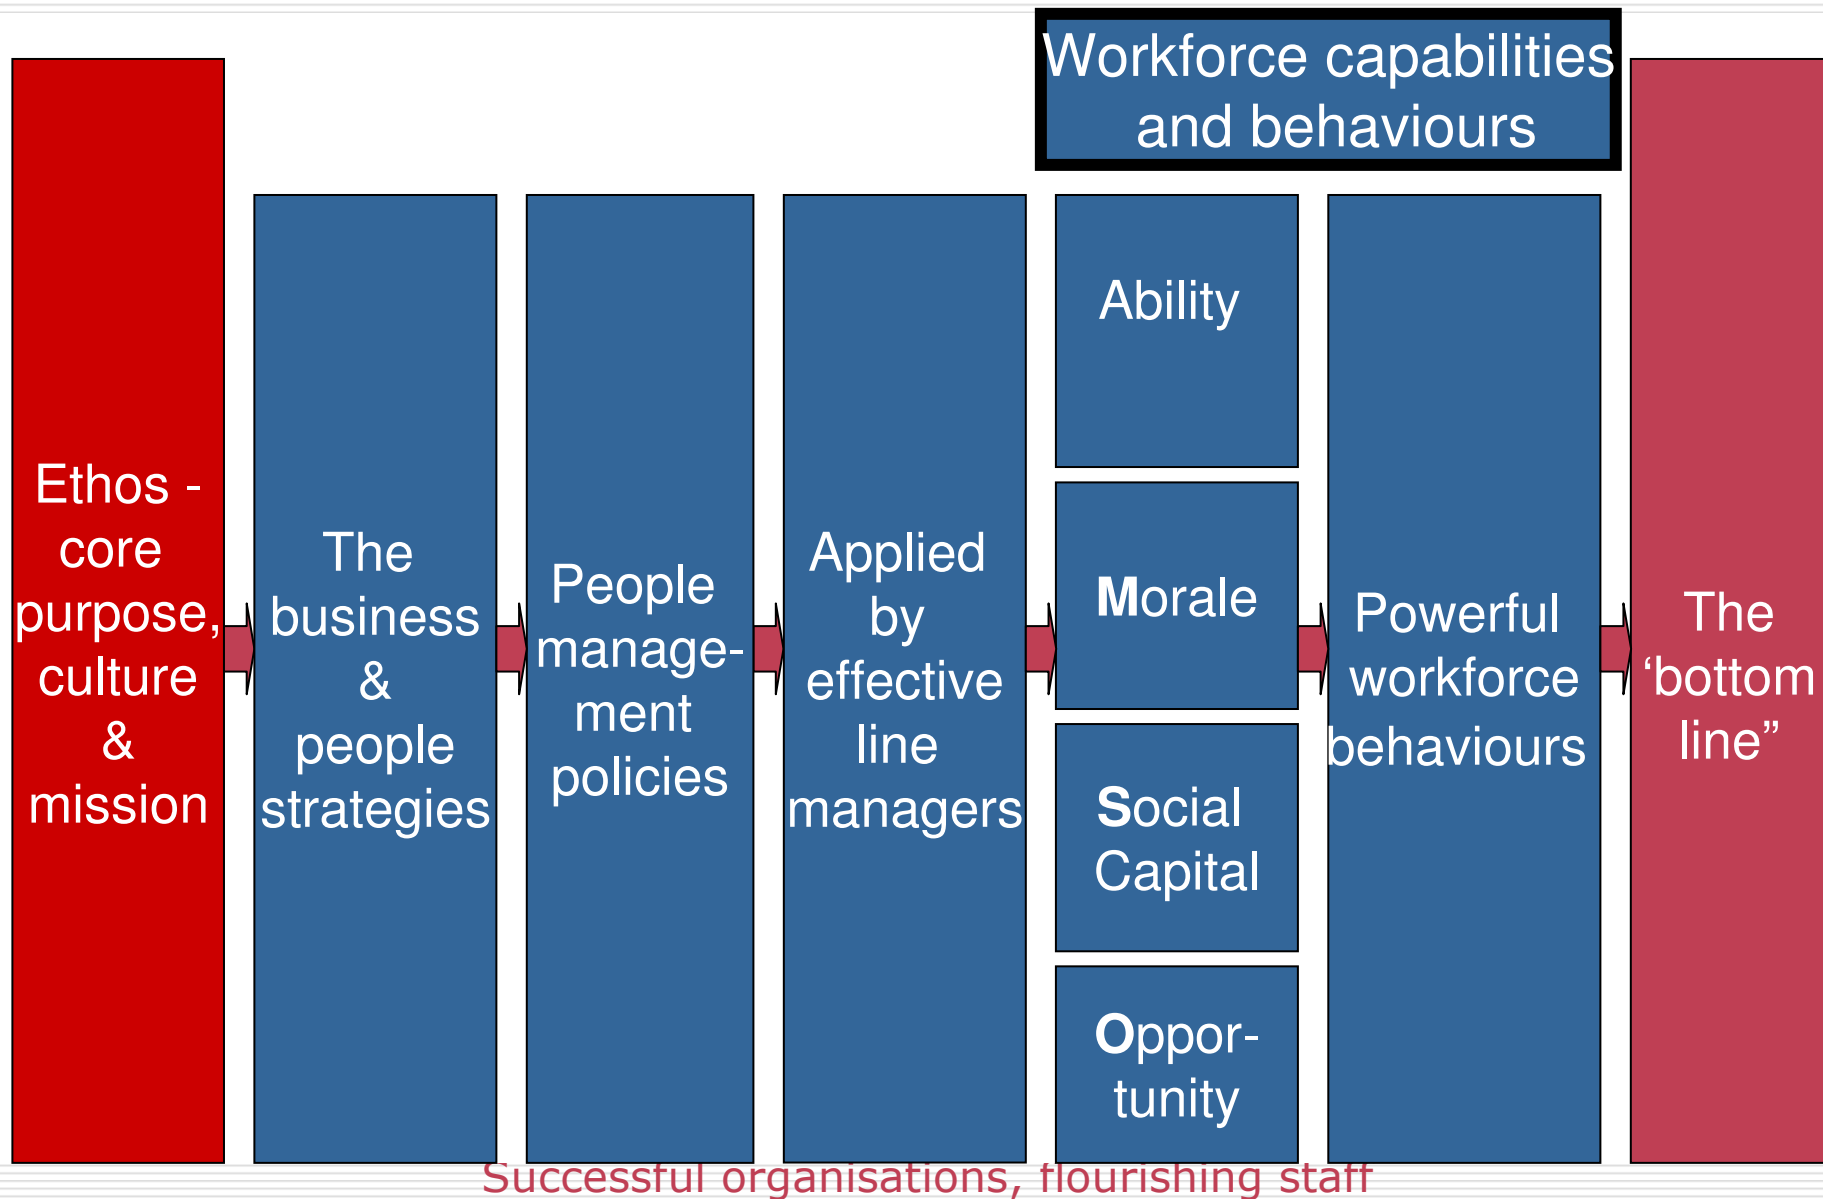 Workforce capabilities
and behaviours
Ethos -
core
purpose,
culture
&
mission
The
business
&
people
strategies
People
manage-
ment
policies
Applied
by
effective
line
managers
Ability
Morale
Social
Capital
Oppor-
tunity
Powerful
workforce
behaviours
The
‘bottom
line”
Successful organisations, flourishing staff